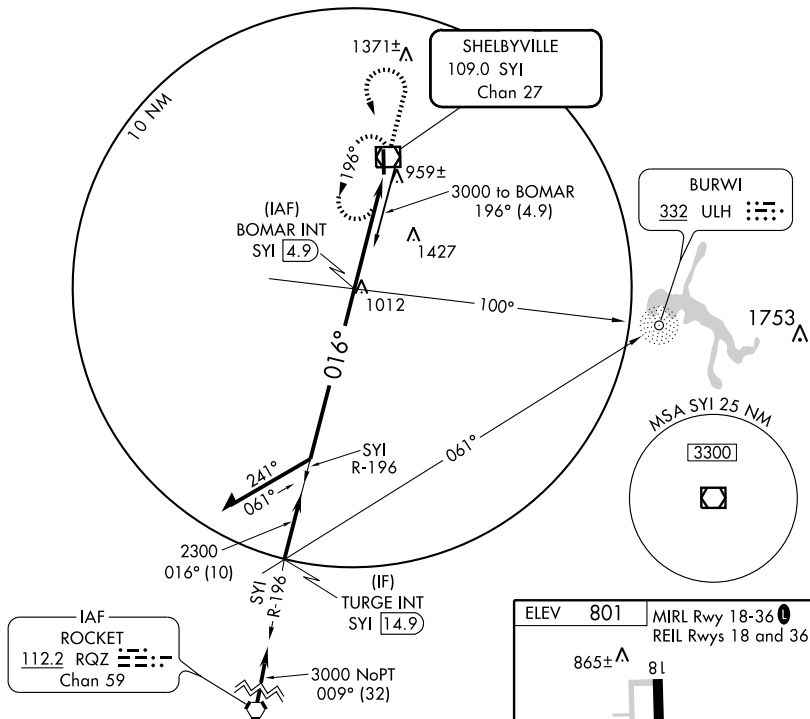 1371±
SHELBYVILLE
109.0 SYI
Chan 27
10 NM
196°
959±
3000 to BOMAR
196° (4.9)
BURWI
332 ULH
(IAF)
BOMAR INT
SYI 4.9
1427
1012
100°
1753
016°
MSA SYI 25 NM
3300
SYI
R-196
061°
241°
061°
2300
016° (10)
SYI
R-196
(IF)
TURGE INT
SYI 14.9
IAF
ROCKET
112.2 RQZ
Chan 59
3000 NoPT
009° (32)
ELEV 801
MIRL Rwy 18-36 L
REIL Rwys 18 and 36
865±
18